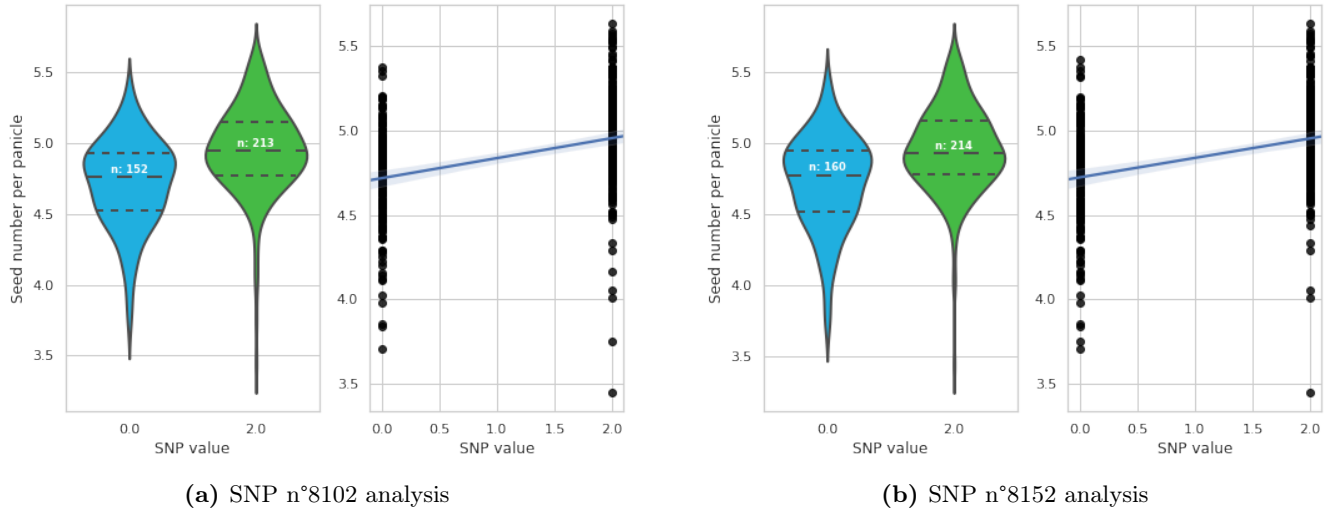 5.5
5.0
4.5
4.0
3.5
Seed number per panicle
n: 152
n: 213
0.0
2.0
SNP value
5.5
5.0
4.5
4.0
3.5
0.0
0.5
1.0
1.5
2.0
SNP value
(a) SNP n°8102 analysis
5.5
5.0
4.5
4.0
3.5
Seed number per panicle
n: 160
n: 214
0.0
2.0
SNP value
5.5
5.0
4.5
4.0
3.5
0.0
0.5
1.0
1.5
2.0
SNP value
(b) SNP n°8152 analysis